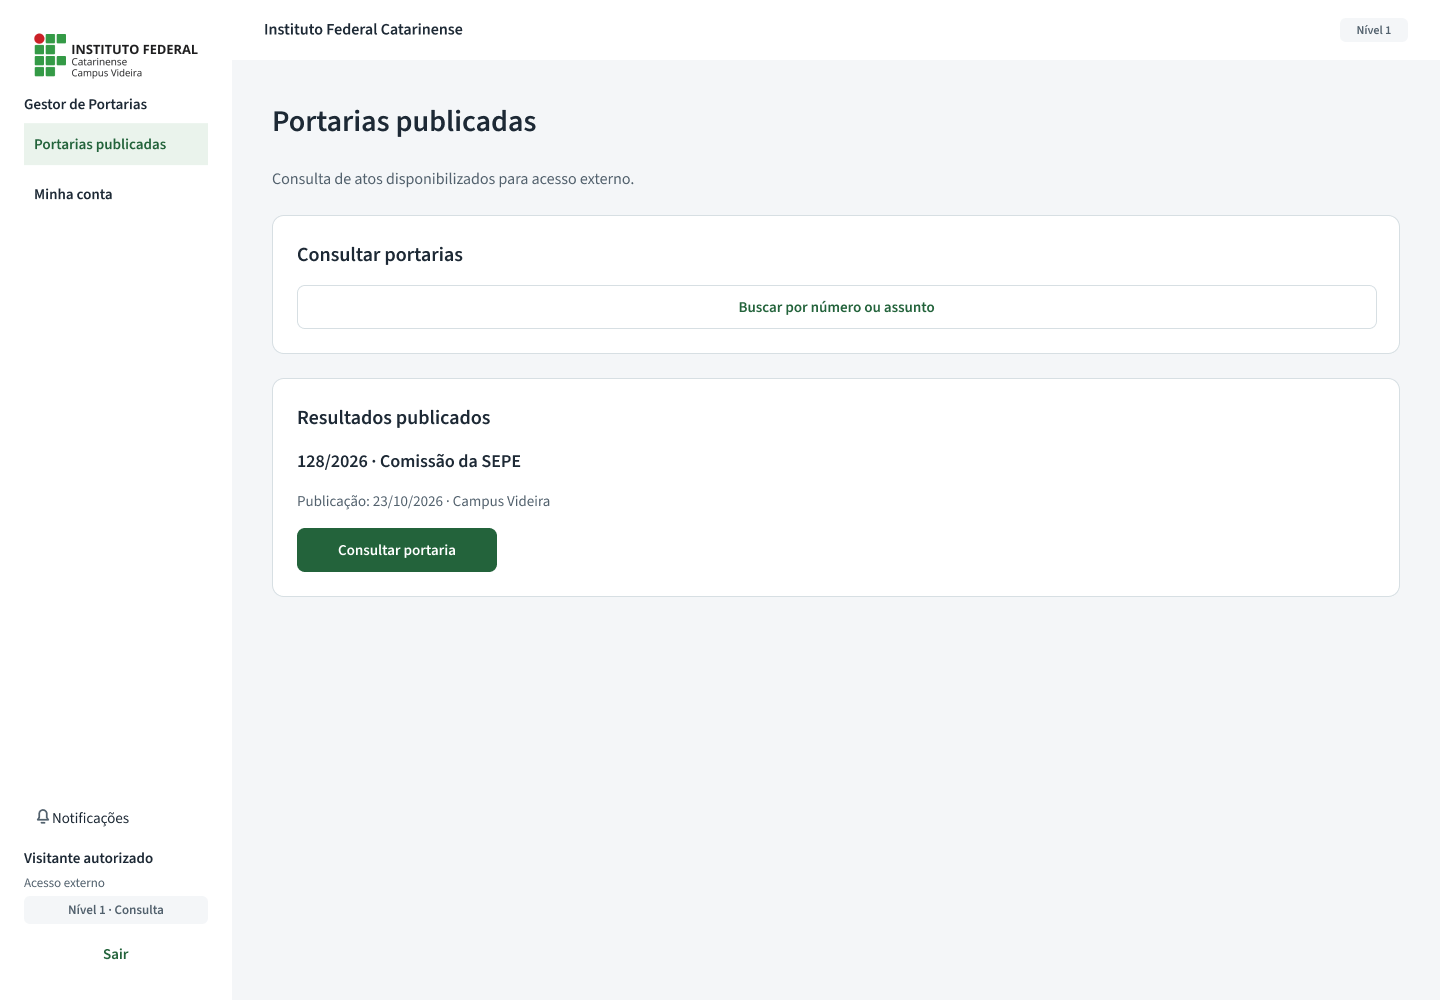 INSTITUTO FEDERAL
Catarinense
Campus Videira
Gestor de Portarias
Portarias publicadas
Minha conta
Notificações
Visitante autorizado
Acesso externo
Nível 1 · Consulta
Sair
Instituto Federal Catarinense
Nível 1
Portarias publicadas
Consulta de atos disponibilizados para acesso externo.
Consultar portarias
Buscar por número ou assunto
Resultados publicados
128/2026 · Comissão da SEPE
Publicação: 23/10/2026 · Campus Videira
Consultar portaria